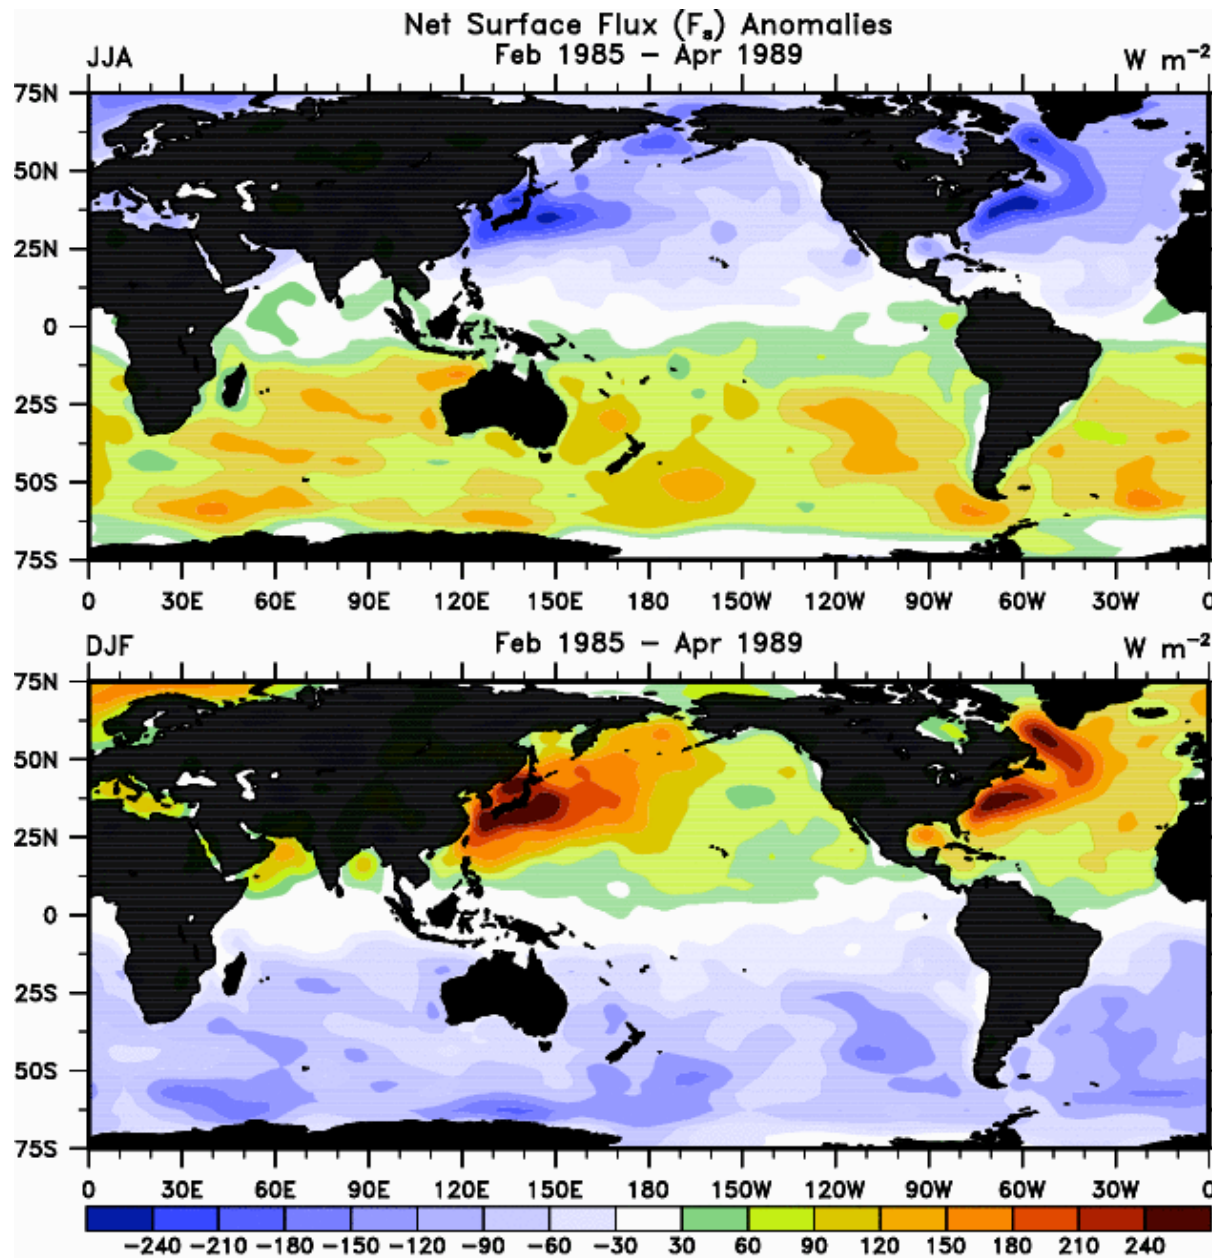 Net Surface Flux (Fs) Anomalies
JJA Feb 1985 – Apr 1989 W m−2
75N
50N
25N
0
25S
50S
75S
0 30E 60E 90E 120E 150E 180 150W 120W 90W 60W 30W 0
DJF Feb 1985 – Apr 1989 W m−2
75N
50N
25N
0
25S
50S
75S
0 30E 60E 90E 120E 150E 180 150W 120W 90W 60W 30W 0
−240 −210 −180 −150 −120 −90 −60 −30 30 60 90 120 150 180 210 240